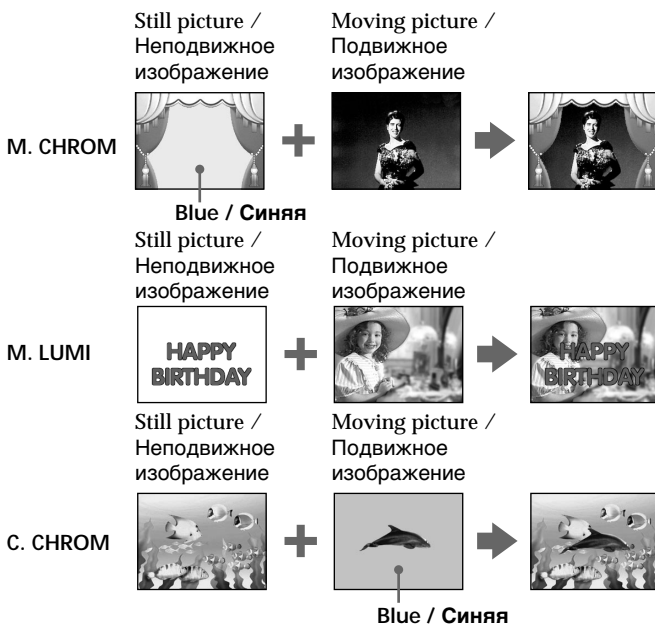 Still picture /
Неподвижное
изображение
Moving picture /
Подвижное
изображение
M. CHROM
Blue / Синяя
Still picture /
Неподвижное
изображение
Moving picture /
Подвижное
изображение
M. LUMI
HAPPY
BIRTHDAY
HAPPY
BIRTHDAY
Still picture /
Неподвижное
изображение
Moving picture /
Подвижное
изображение
C. CHROM
Blue / Синяя